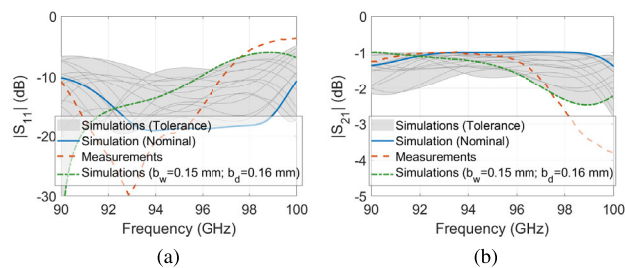 0
-10
-20
-30
|S11| (dB)
Simulations (Tolerance)
Simulation (Nominal)
Measurements
Simulations (bw=0.15 mm; bd=0.16 mm)
90 92 94 96 98 100
Frequency (GHz)
(a)
0
-1
-2
-3
-4
-5
|S21| (dB)
Simulations (Tolerance)
Simulation (Nominal)
Measurements
Simulations (bw=0.15 mm; bd=0.16 mm)
90 92 94 96 98 100
Frequency (GHz)
(b)